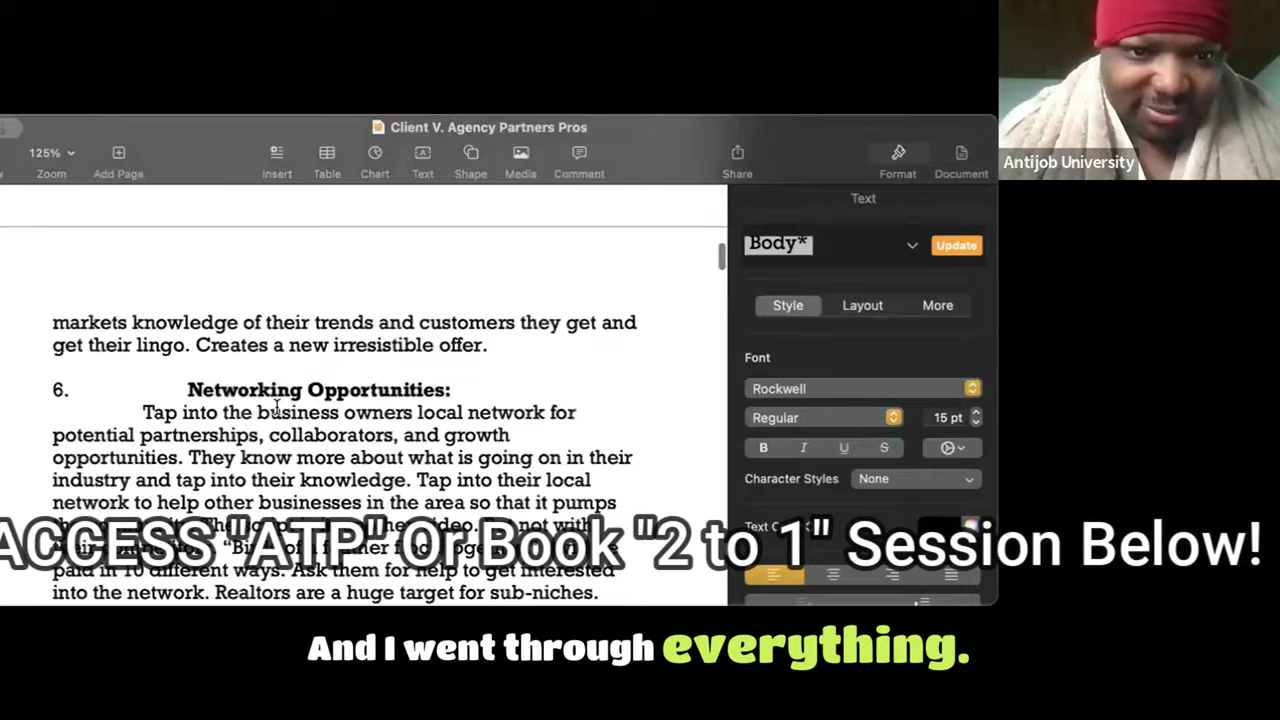 Client V. Agency Partners Pros
125%
Zoom
Add Page
Insert
Table
Chart
Text
Shape
Media
Comment
Share
Format
Document
Antijob University
Text
Body*
Update
Style
Layout
More
Font
Rockwell
Regular
15 pt
B I U S
Character Styles
None
Text
markets knowledge of their trends and customers they get and
get their lingo. Creates a new irresistible offer.
6. Networking Opportunities:
Tap into the business owners local network for
potential partnerships, collaborators, and growth
opportunities. They know more about what is going on in their
industry and tap into their knowledge. Tap into their local
network to help other businesses in the area so that it pumps
not with
paid in 10 different ways. Ask them for help to get interested
into the network. Realtors are a huge target for sub-niches.
ACCESS "ATP" Or Book "2 to 1" Session Below!
And I went through everything.